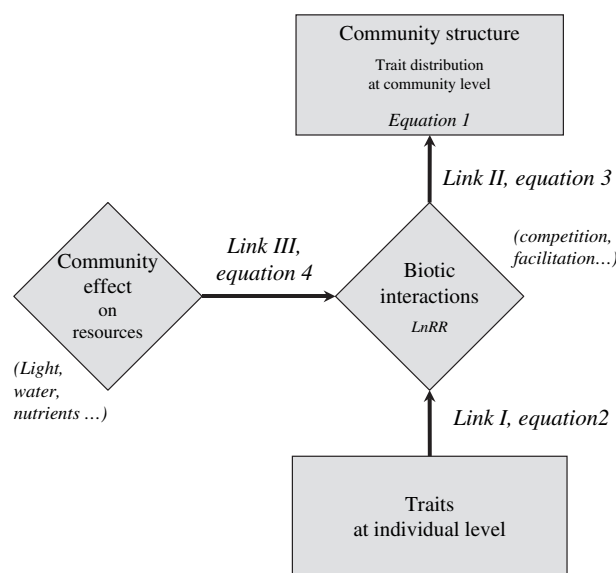 Community structure
Trait distribution
at community level
Equation 1
Link II, equation 3
(competition,
facilitation...)
Link III,
equation 4
Community
effect
on
resources
Biotic
interactions
LnRR
(Light,
water,
nutrients ...)
Link I, equation2
Traits
at individual level